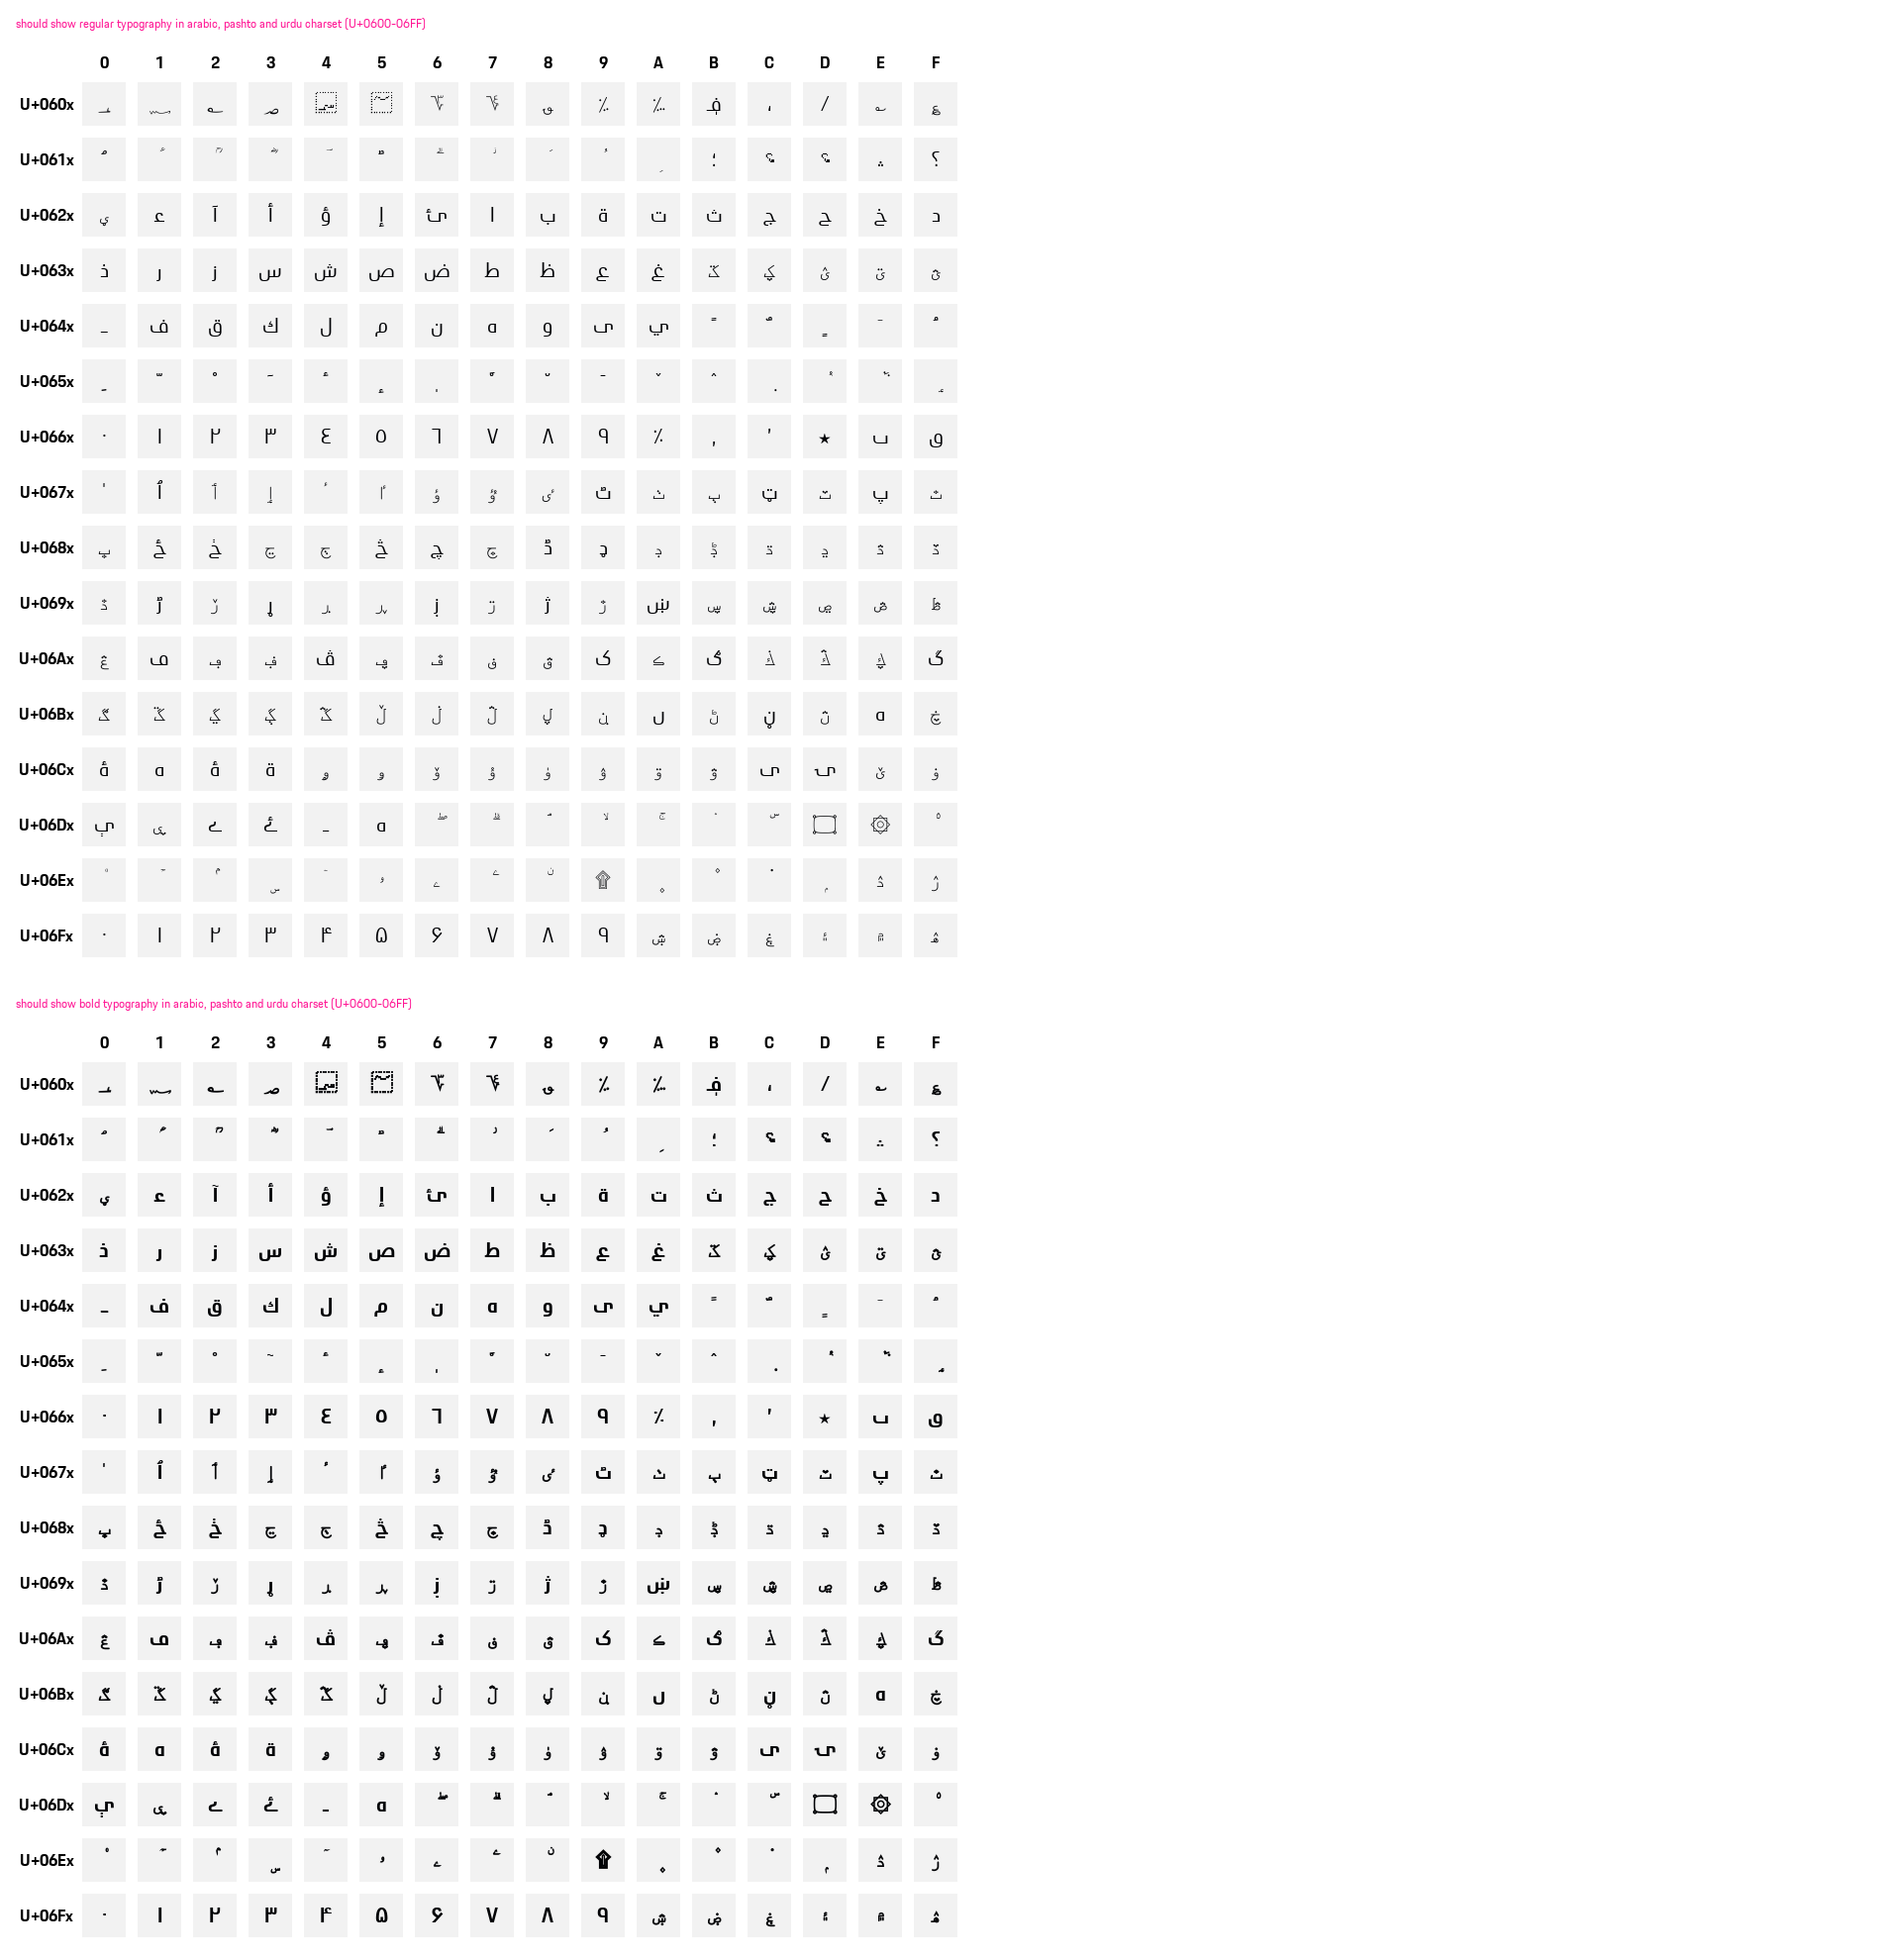 should show regular typography in arabic, pashto and urdu charset (U+0600-06FF)
0 1 2 3 4 5 6 7 8 9 A B C D E F
U+060x ؀ ؁ ؂ ؃ ؄ ؅ ؆ ؇ ؈ ؉ ؊ ؋ ، ؍ ؎ ؏
U+061x ؐ ؑ ؒ ؓ ؔ ؕ ؖ ؗ ؘ ؙ ؚ ؛ ؞ ؟
U+062x ؠ ء آ أ ؤ إ ئ ا ب ة ت ث ج ح خ د
U+063x ذ ر ز س ش ص ض ط ظ ع غ ػ ؼ ؽ ؾ ؿ
U+064x ـ ف ق ك ل م ن ه و ى ي ً ٌ ٍ َ ُ
U+065x ِ ّ ْ ٓ ٔ ٕ ٖ ٗ ٘ ٙ ٚ ٛ ٜ ٝ ٞ ٟ
U+066x ٠ ١ ٢ ٣ ٤ ٥ ٦ ٧ ٨ ٩ ٪ ٫ ٬ ٭ ٮ ٯ
U+067x ٰ ٱ ٲ ٳ ٴ ٵ ٶ ٷ ٸ ٹ ٺ ٻ ټ ٽ پ ٿ
U+068x ڀ ځ ڂ ڃ ڄ څ چ ڇ ڈ ډ ڊ ڋ ڌ ڍ ڎ ڏ
U+069x ڐ ڑ ڒ ړ ڔ ڕ ږ ڗ ژ ڙ ښ ڛ ڜ ڝ ڞ ڟ
U+06Ax ڠ ڡ ڢ ڣ ڤ ڥ ڦ ڧ ڨ ک ڪ ګ ڬ ڭ ڮ گ
U+06Bx ڰ ڱ ڲ ڳ ڴ ڵ ڶ ڷ ڸ ڹ ں ڻ ڼ ڽ ھ ڿ
U+06Cx ۀ ہ ۂ ۃ ۄ ۅ ۆ ۇ ۈ ۉ ۊ ۋ ی ۍ ێ ۏ
U+06Dx ې ۑ ے ۓ ۔ ە ۖ ۗ ۘ ۙ ۚ ۛ ۜ ۝ ۞ ۟
U+06Ex ۠ ۡ ۢ ۣ ۤ ۥ ۦ ۧ ۨ ۩ ۪ ۫ ۬ ۭ ۮ ۯ
U+06Fx ۰ ۱ ۲ ۳ ۴ ۵ ۶ ۷ ۸ ۹ ۺ ۻ ۼ ۽ ۾ ۿ
should show bold typography in arabic, pashto and urdu charset (U+0600-06FF)
0 1 2 3 4 5 6 7 8 9 A B C D E F
U+060x ؀ ؁ ؂ ؃ ؄ ؅ ؆ ؇ ؈ ؉ ؊ ؋ ، ؍ ؎ ؏
U+061x ؐ ؑ ؒ ؓ ؔ ؕ ؖ ؗ ؘ ؙ ؚ ؛ ؞ ؟
U+062x ؠ ء آ أ ؤ إ ئ ا ب ة ت ث ج ح خ د
U+063x ذ ر ز س ش ص ض ط ظ ع غ ػ ؼ ؽ ؾ ؿ
U+064x ـ ف ق ك ل م ن ه و ى ي ً ٌ ٍ َ ُ
U+065x ِ ّ ْ ٓ ٔ ٕ ٖ ٗ ٘ ٙ ٚ ٛ ٜ ٝ ٞ ٟ
U+066x ٠ ١ ٢ ٣ ٤ ٥ ٦ ٧ ٨ ٩ ٪ ٫ ٬ ٭ ٮ ٯ
U+067x ٰ ٱ ٲ ٳ ٴ ٵ ٶ ٷ ٸ ٹ ٺ ٻ ټ ٽ پ ٿ
U+068x ڀ ځ ڂ ڃ ڄ څ چ ڇ ڈ ډ ڊ ڋ ڌ ڍ ڎ ڏ
U+069x ڐ ڑ ڒ ړ ڔ ڕ ږ ڗ ژ ڙ ښ ڛ ڜ ڝ ڞ ڟ
U+06Ax ڠ ڡ ڢ ڣ ڤ ڥ ڦ ڧ ڨ ک ڪ ګ ڬ ڭ ڮ گ
U+06Bx ڰ ڱ ڲ ڳ ڴ ڵ ڶ ڷ ڸ ڹ ں ڻ ڼ ڽ ھ ڿ
U+06Cx ۀ ہ ۂ ۃ ۄ ۅ ۆ ۇ ۈ ۉ ۊ ۋ ی ۍ ێ ۏ
U+06Dx ې ۑ ے ۓ ۔ ە ۖ ۗ ۘ ۙ ۚ ۛ ۜ ۝ ۞ ۟
U+06Ex ۠ ۡ ۢ ۣ ۤ ۥ ۦ ۧ ۨ ۩ ۪ ۫ ۬ ۭ ۮ ۯ
U+06Fx ۰ ۱ ۲ ۳ ۴ ۵ ۶ ۷ ۸ ۹ ۺ ۻ ۼ ۽ ۾ ۿ